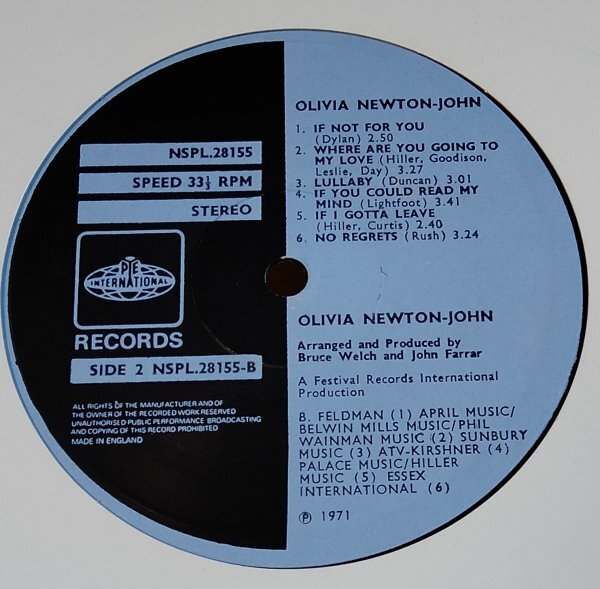 NSPL.28155
SPEED 33⅓ RPM
STEREO
PYE
INTERNATIONAL
RECORDS
SIDE 2 NSPL.28155-B
ALL RIGHTS OF THE MANUFACTURER AND OF
THE OWNER OF THE RECORDED WORK RESERVED
UNAUTHORISED PUBLIC PERFORMANCE BROADCASTING
AND COPYING OF THIS RECORD PROHIBITED
MADE IN ENGLAND
OLIVIA NEWTON-JOHN
1. IF NOT FOR YOU
(Dylan) 2.50
2. WHERE ARE YOU GOING TO
MY LOVE (Hiller, Goodison,
Leslie, Day) 3.27
3. LULLABY (Duncan) 3.01
4. IF YOU COULD READ MY
MIND (Lightfoot) 3.41
5. IF I GOTTA LEAVE
(Hiller, Curtis) 2.40
6. NO REGRETS (Rush) 3.24
OLIVIA NEWTON-JOHN
Arranged and Produced by
Bruce Welch and John Farrar
A Festival Records International
Production
B. FELDMAN (1) APRIL MUSIC/
BELWIN MILLS MUSIC/PHIL
WAINMAN MUSIC (2) SUNBURY
MUSIC (3) ATV-KIRSHNER (4)
PALACE MUSIC/HILLER
MUSIC (5) ESSEX
INTERNATIONAL (6)
℗ 1971